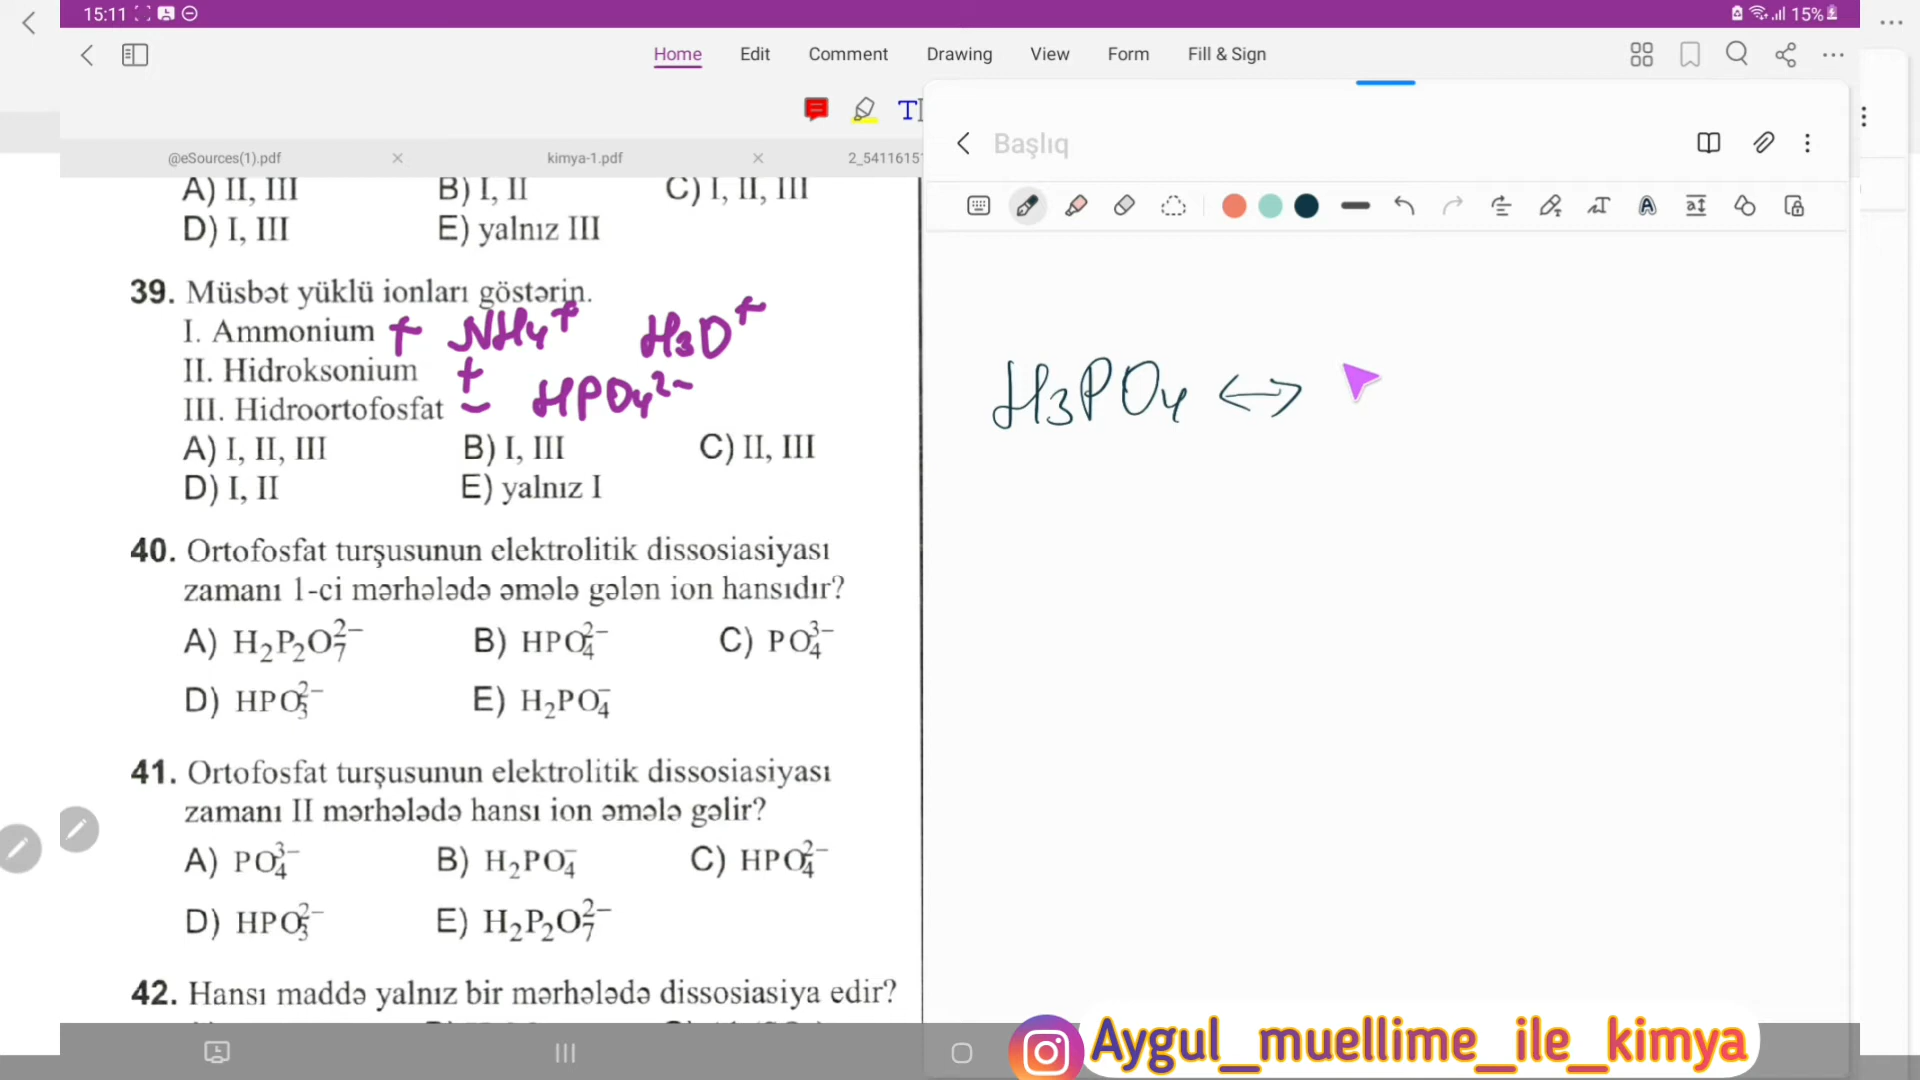 15:11
15%
Home Edit Comment Drawing View Form Fill & Sign
Başlıq
@eSources(1).pdf kimya-1.pdf 2_5411615
A) II, III B) I, II C) I, II, III
D) I, III E) yalnız III
39. Müsbət yüklü ionları göstərin.
I. Ammonium + NH₄⁺ H₃O⁺
II. Hidroksonium +
III. Hidroortofosfat − HPO₄²⁻
A) I, II, III B) I, III C) II, III
D) I, II E) yalnız I
40. Ortofosfat turşusunun elektrolitik dissosiasiyası
zamanı 1-ci mərhələdə əmələ gələn ion hansıdır?
A) H₂P₂O₇²⁻ B) HPO₄²⁻ C) PO₄³⁻
D) HPO₃²⁻ E) H₂PO₄⁻
41. Ortofosfat turşusunun elektrolitik dissosiasiyası
zamanı II mərhələdə hansı ion əmələ gəlir?
A) PO₄³⁻ B) H₂PO₄⁻ C) HPO₄²⁻
D) HPO₃²⁻ E) H₂P₂O₇²⁻
42. Hansı maddə yalnız bir mərhələdə dissosiasiya edir?
H₃PO₄ ↔
Aygul_muellime_ile_kimya